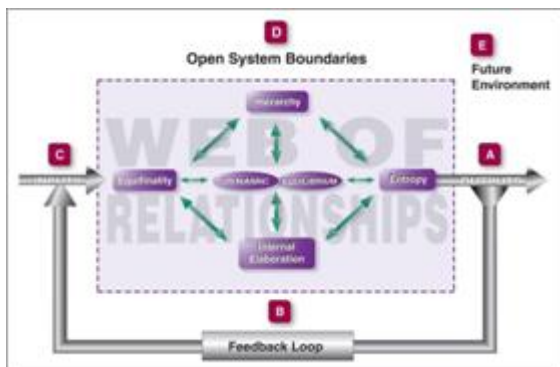 D
E
Open System Boundaries
Future
Environment
WEB OF
Hierarchy
C
A
Equifinality
DYNAMIC EQUILIBRIUM
Entropy
RELATIONSHIPS
Internal
Elaboration
B
Feedback Loop